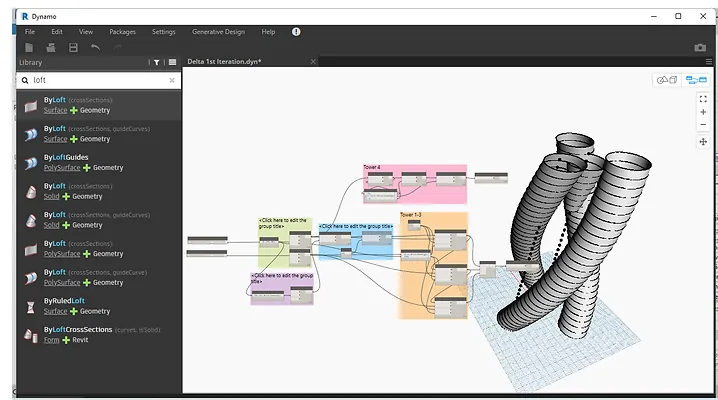 Dynamo
File Edit View Packages Settings Generative Design Help
Library
Delta 1st Iteration.dyn*
loft
ByLoft (crossSections)
Surface + Geometry
ByLoft (crossSections, guideCurves)
Surface + Geometry
ByLoftGuides
PolySurface + Geometry
ByLoft (crossSections)
Solid + Geometry
ByLoft (crossSections, guideCurves)
Solid + Geometry
ByLoft (crossSections)
PolySurface + Geometry
ByLoft (crossSections, guideCurve)
PolySurface + Geometry
ByRuledLoft
Surface + Geometry
ByLoftCrossSections (curves, isSolid)
Form + Revit
Tower 4
<Click here to edit the
group title>
<Click here to edit the group title>
Tower 1-3
<Click here to edit the group
title>